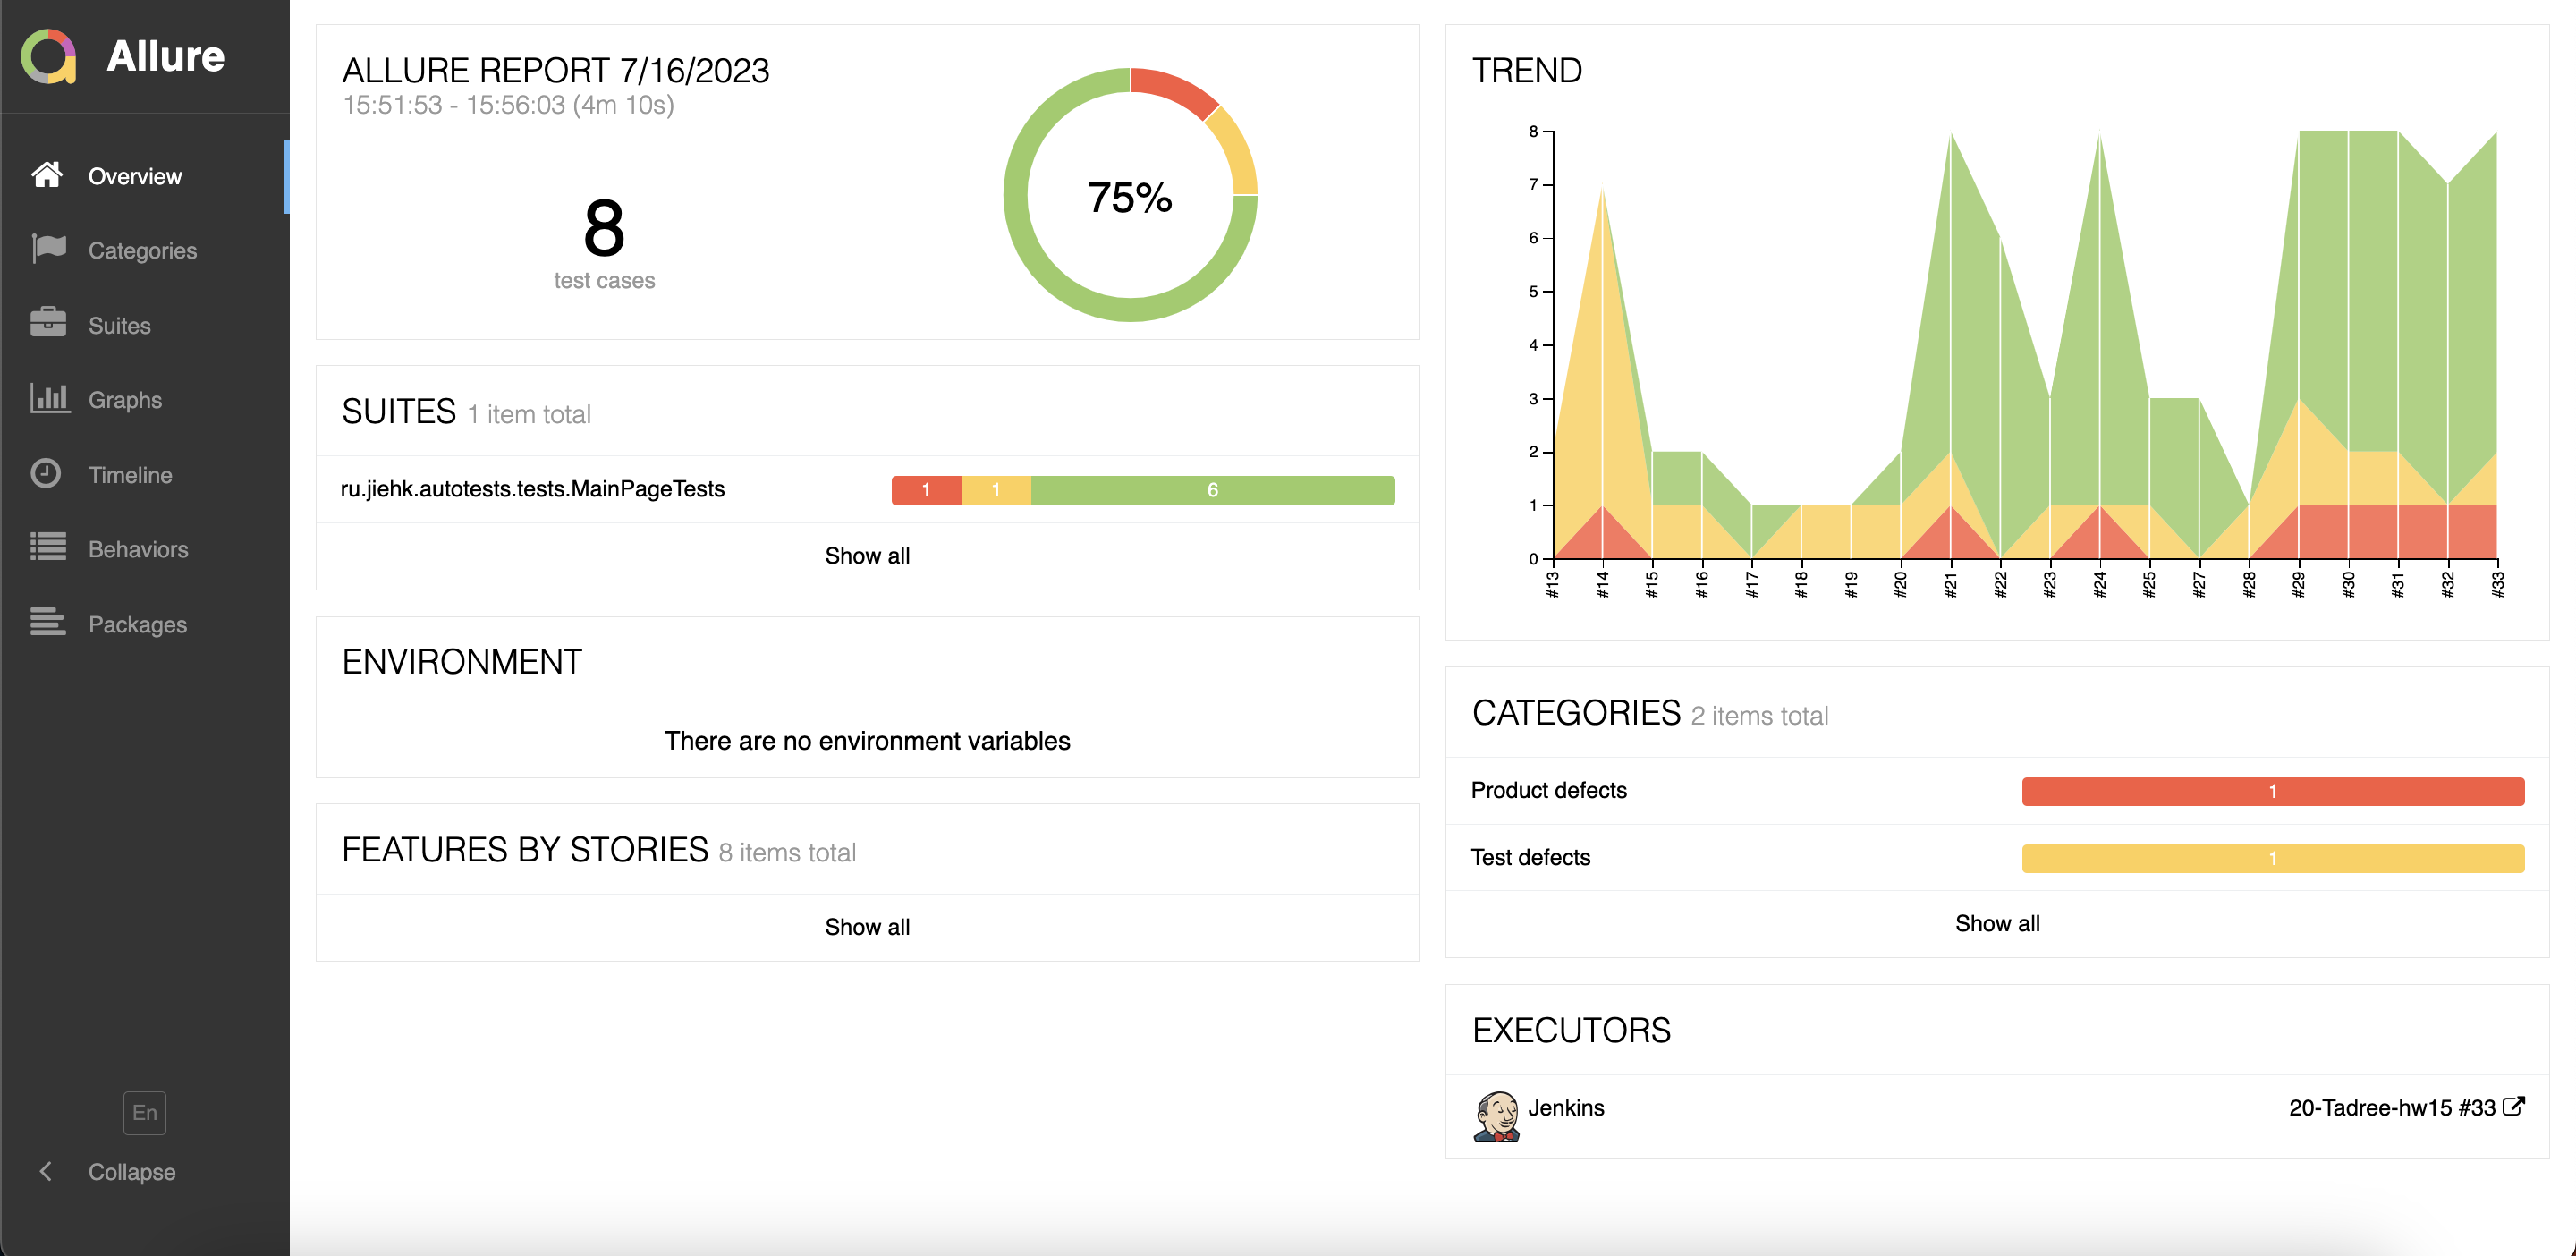 Allure
Overview
Categories
Suites
Graphs
Timeline
Behaviors
Packages
En
Collapse
ALLURE REPORT 7/16/2023
15:51:53 - 15:56:03 (4m 10s)
8
test cases
75%
SUITES 1 item total
ru.jiehk.autotests.tests.MainPageTests 1 1 6
Show all
ENVIRONMENT
There are no environment variables
FEATURES BY STORIES 8 items total
Show all
TREND
8
7
6
5
4
3
2
1
0
#13 #14 #15 #16 #17 #18 #19 #20 #21 #22 #23 #24 #25 #27 #28 #29 #30 #31 #32 #33
CATEGORIES 2 items total
Product defects 1
Test defects 1
Show all
EXECUTORS
Jenkins 20-Tadree-hw15 #33